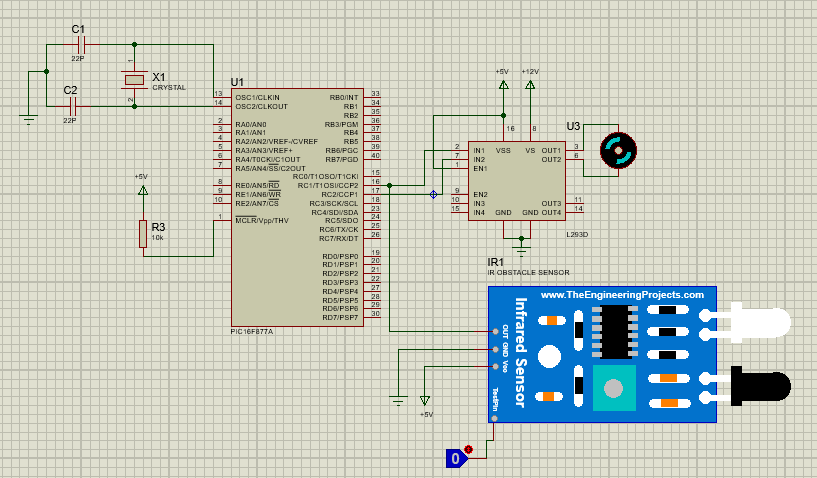 C1
22P
C2
22P
X1
CRYSTAL
1
2
U1
13 OSC1/CLKIN
14 OSC2/CLKOUT
2 RA0/AN0
3 RA1/AN1
4 RA2/AN2/VREF-/CVREF
5 RA3/AN3/VREF+
6 RA4/T0CKI/C1OUT
7 RA5/AN4/SS/C2OUT
8 RE0/AN5/RD
9 RE1/AN6/WR
10 RE2/AN7/CS
1 MCLR/Vpp/THV
RB0/INT 33
RB1 34
RB2 35
RB3/PGM 36
RB4 37
RB5 38
RB6/PGC 39
RB7/PGD 40
RC0/T1OSO/T1CKI 15
RC1/T1OSI/CCP2 16
RC2/CCP1 17
RC3/SCK/SCL 18
RC4/SDI/SDA 23
RC5/SDO 24
RC6/TX/CK 25
RC7/RX/DT 26
RD0/PSP0 19
RD1/PSP1 20
RD2/PSP2 21
RD3/PSP3 22
RD4/PSP4 27
RD5/PSP5 28
RD6/PSP6 29
RD7/PSP7 30
PIC16F877A
+5V
R3
10k
+5V
+12V
U3
16
8
VSS
VS
2 IN1
7 IN2
1 EN1
9 EN2
10 IN3
15 IN4
OUT1 3
OUT2 6
OUT3 11
OUT4 14
GND
GND
L293D
IR1
IR OBSTACLE SENSOR
www.TheEngineeringProjects.com
Infrared Sensor
OUT
GND
Vcc
TestPin
+5V
0